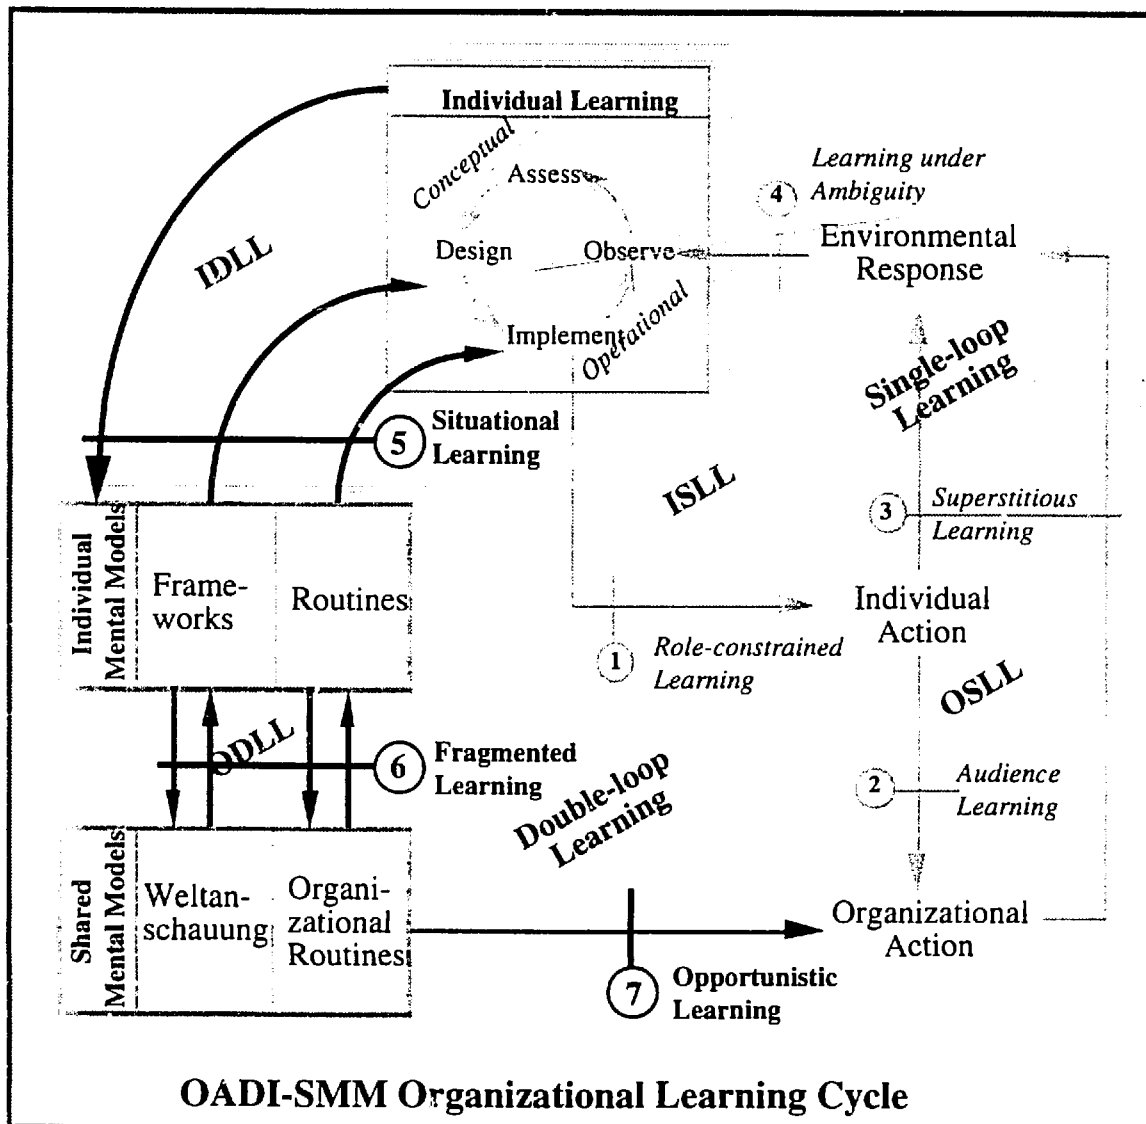 Individual Learning
Conceptual
Assess
Design
Observe
Implement
Operational
4
Learning under
Ambiguity
Environmental
Response
IDLL
Single-loop
Learning
5
Situational
Learning
ISLL
3
Superstitious
Learning
Individual
Mental Models
Frame-
works
Routines
Individual
Action
1
Role-constrained
Learning
OSLL
ODLL
6
Fragmented
Learning
2
Audience
Learning
Double-loop
Learning
Shared
Mental Models
Weltan-
schauung
Organi-
zational
Routines
Organizational
Action
7
Opportunistic
Learning
OADI-SMM Organizational Learning Cycle